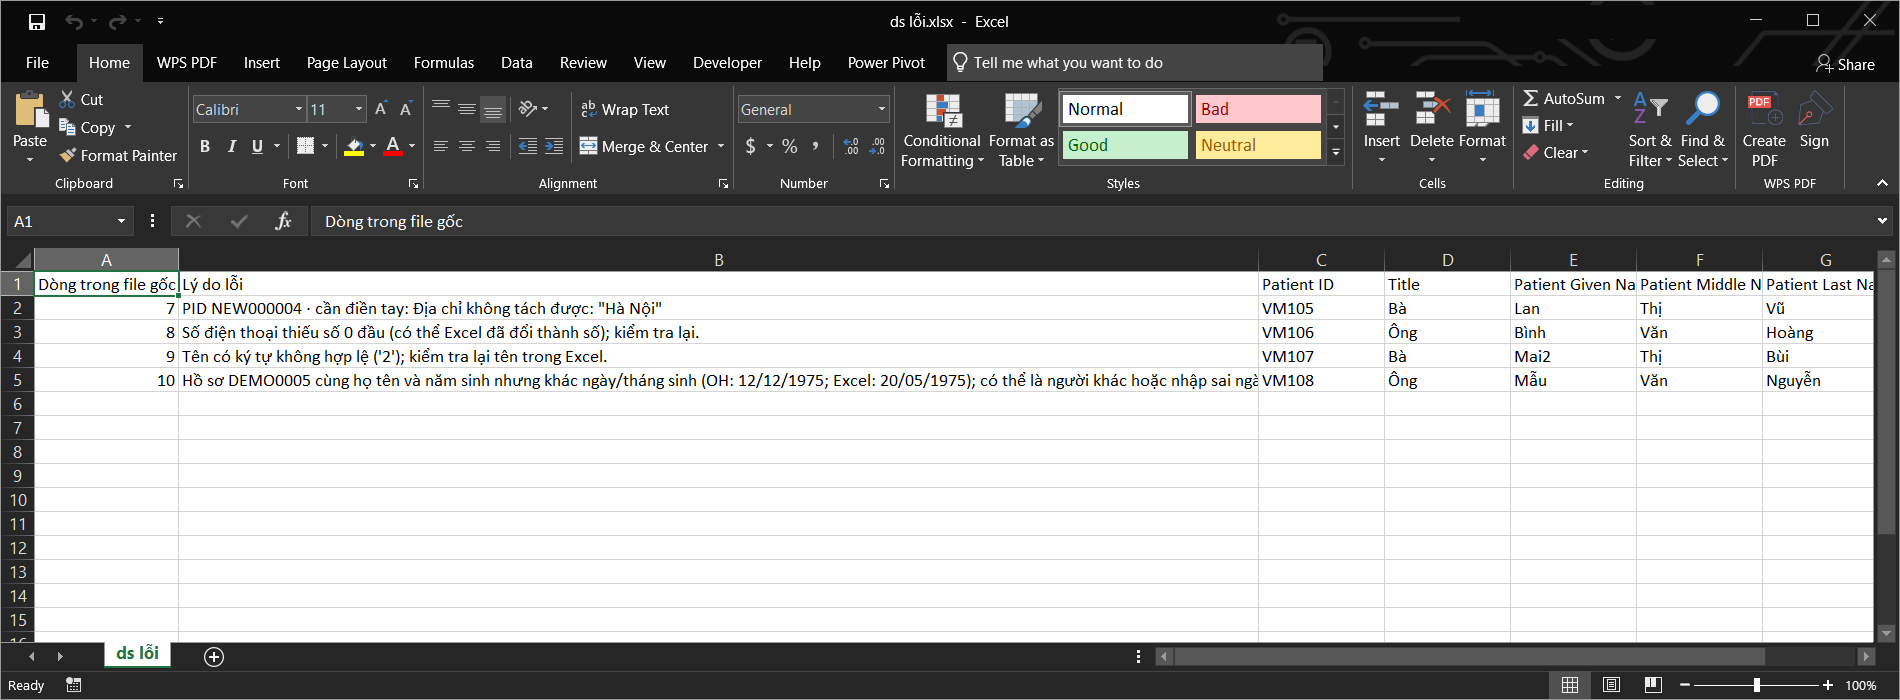 ds lỗi.xlsx - Excel
File Home WPS PDF Insert Page Layout Formulas Data Review View Developer Help Power Pivot Tell me what you want to do Share
Paste
Cut
Copy
Format Painter
Clipboard
Calibri 11
B I U
Font
Wrap Text
Merge & Center
Alignment
General
$ % ,
Number
Conditional Formatting
Format as Table
Normal Bad
Good Neutral
Styles
Insert Delete Format
Cells
AutoSum
Fill
Clear
Sort & Filter
Find & Select
Editing
Create PDF
Sign
WPS PDF
A1 fx Dòng trong file gốc
A B C D E F G
1 Dòng trong file gốc Lý do lỗi Patient ID Title Patient Given Na Patient Middle N Patient Last Na
2 7 PID NEW000004 · cần điền tay: Địa chỉ không tách được: "Hà Nội" VM105 Bà Lan Thị Vũ
3 8 Số điện thoại thiếu số 0 đầu (có thể Excel đã đổi thành số); kiểm tra lại. VM106 Ông Bình Văn Hoàng
4 9 Tên có ký tự không hợp lệ ('2'); kiểm tra lại tên trong Excel. VM107 Bà Mai2 Thị Bùi
5 10 Hồ sơ DEMO0005 cùng họ tên và năm sinh nhưng khác ngày/tháng sinh (OH: 12/12/1975; Excel: 20/05/1975); có thể là người khác hoặc nhập sai ngà VM108 Ông Mẫu Văn Nguyễn
6
7
8
9
10
11
12
13
14
15
ds lỗi
Ready 100%